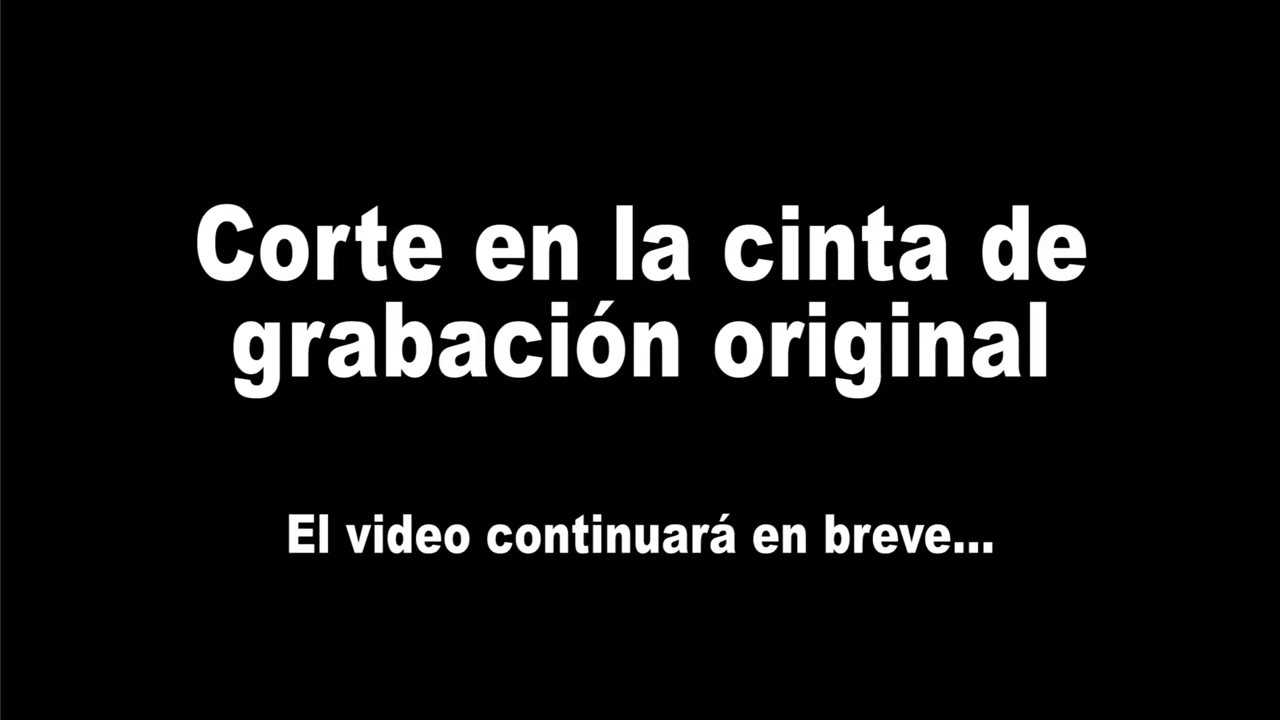 Corte en la cinta de
grabación original
El video continuará en breve...